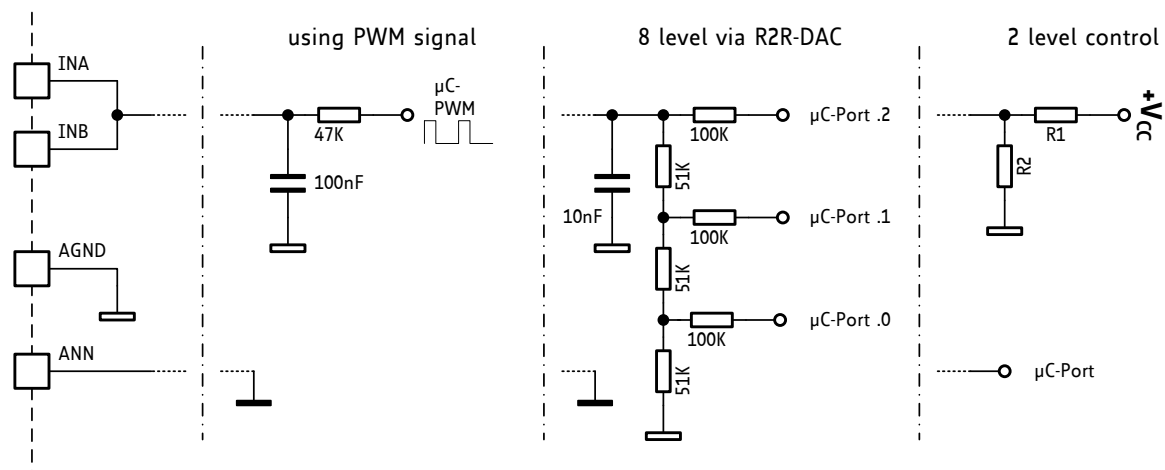 using PWM signal
8 level via R2R-DAC
2 level control
INA
INB
AGND
ANN
µC-
PWM
47K
100nF
µC-Port .2
100K
51K
10nF
µC-Port .1
100K
51K
µC-Port .0
100K
51K
+VCC
R1
R2
µC-Port